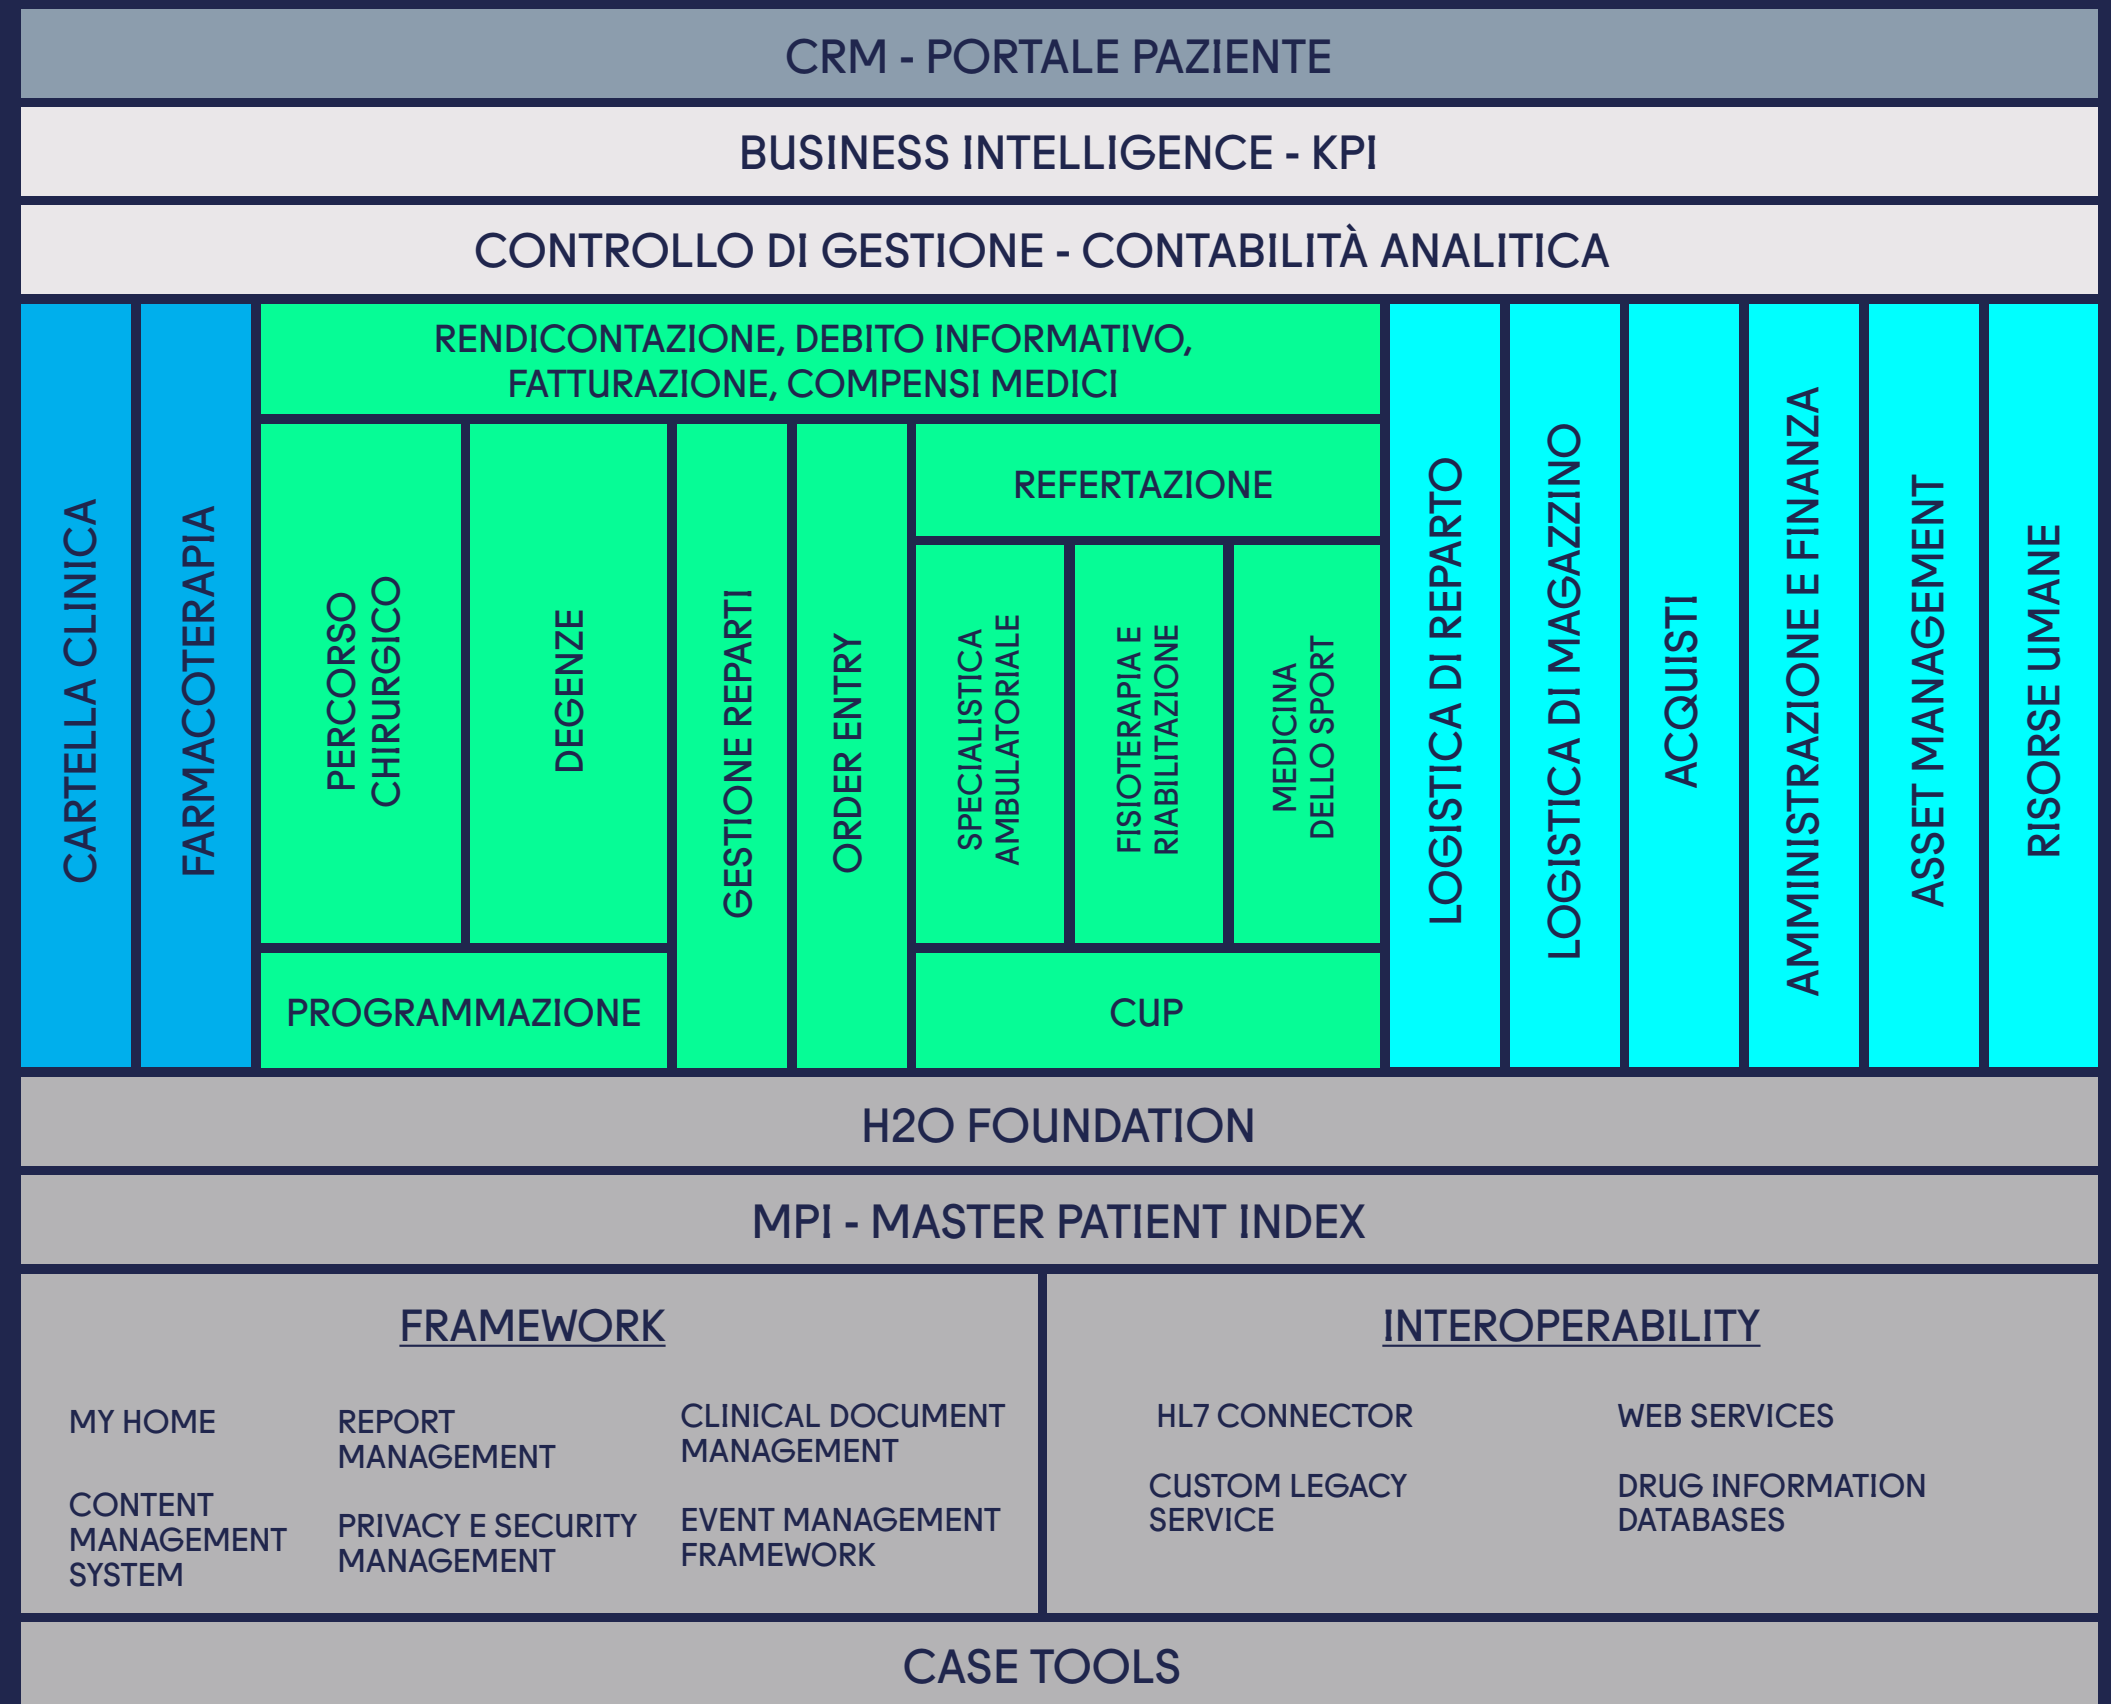 CRM - PORTALE PAZIENTE
BUSINESS INTELLIGENCE - KPI
CONTROLLO DI GESTIONE - CONTABILITÀ ANALITICA
CARTELLA CLINICA
FARMACOTERAPIA
RENDICONTAZIONE, DEBITO INFORMATIVO,
FATTURAZIONE, COMPENSI MEDICI
PERCORSO
CHIRURGICO
DEGENZE
PROGRAMMAZIONE
GESTIONE REPARTI
ORDER ENTRY
REFERTAZIONE
SPECIALISTICA
AMBULATORIALE
FISIOTERAPIA E
RIABILITAZIONE
MEDICINA
DELLO SPORT
CUP
LOGISTICA DI REPARTO
LOGISTICA DI MAGAZZINO
ACQUISTI
AMMINISTRAZIONE E FINANZA
ASSET MANAGEMENT
RISORSE UMANE
H2O FOUNDATION
MPI - MASTER PATIENT INDEX
FRAMEWORK
MY HOME
CONTENT
MANAGEMENT
SYSTEM
REPORT
MANAGEMENT
PRIVACY E SECURITY
MANAGEMENT
CLINICAL DOCUMENT
MANAGEMENT
EVENT MANAGEMENT
FRAMEWORK
INTEROPERABILITY
HL7 CONNECTOR
CUSTOM LEGACY
SERVICE
WEB SERVICES
DRUG INFORMATION
DATABASES
CASE TOOLS